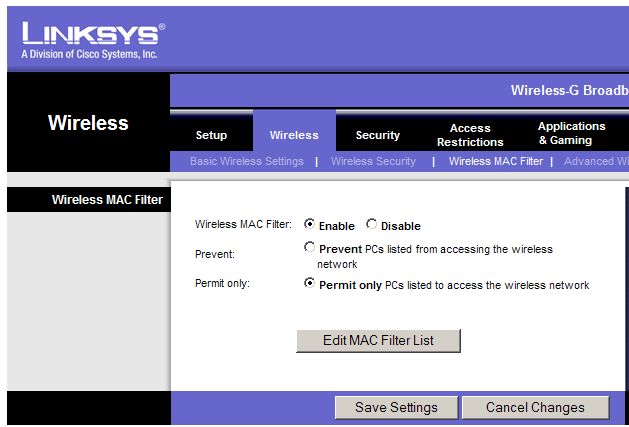 LINKSYS®
A Division of Cisco Systems, Inc.
Wireless-G Broadb
Wireless
Setup Wireless Security Access Restrictions Applications & Gaming
Basic Wireless Settings | Wireless Security | Wireless MAC Filter | Advanced Wi
Wireless MAC Filter
Wireless MAC Filter: Enable Disable
Prevent: Prevent PCs listed from accessing the wireless
network
Permit only: Permit only PCs listed to access the wireless network
Edit MAC Filter List
Save Settings Cancel Changes